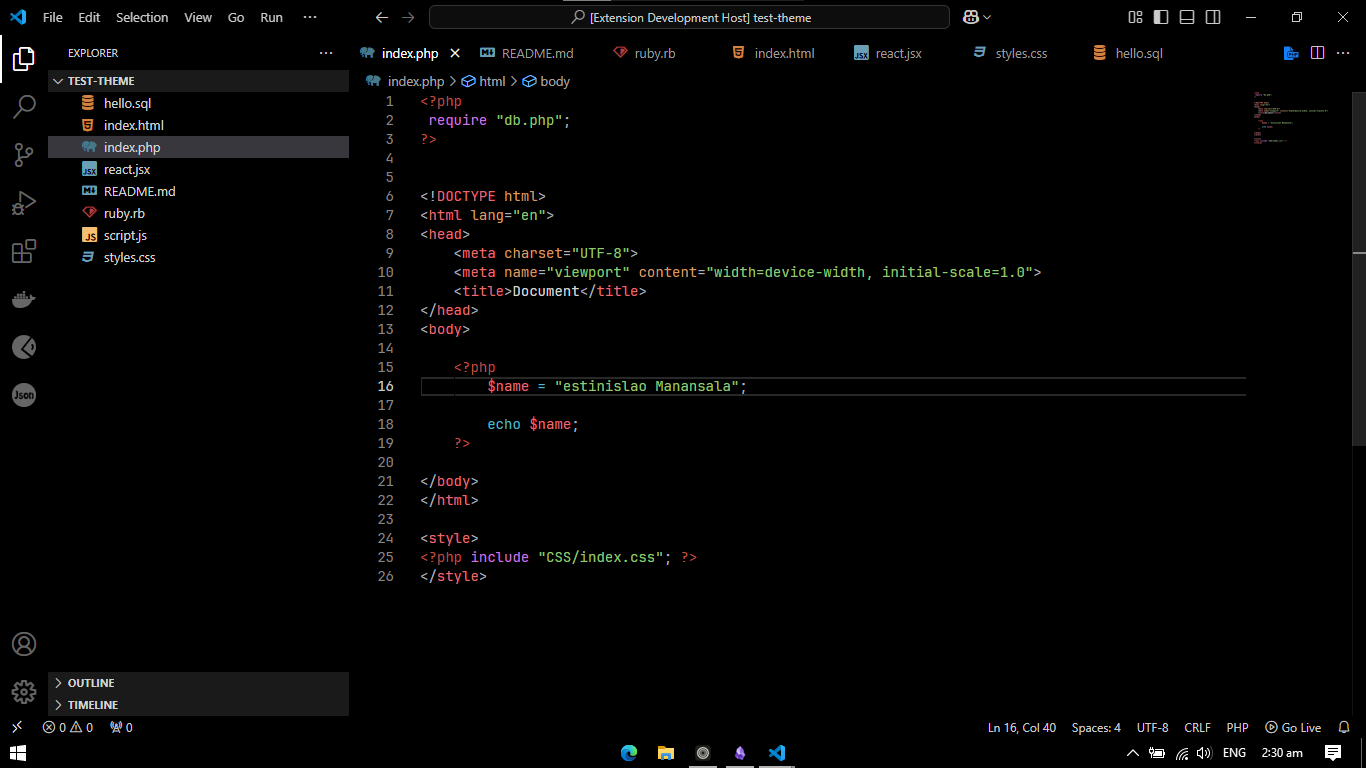 File Edit Selection View Go Run ···
[Extension Development Host] test-theme
EXPLORER ···
TEST-THEME
hello.sql
index.html
index.php
react.jsx
README.md
ruby.rb
script.js
styles.css
OUTLINE
TIMELINE
index.php README.md ruby.rb index.html react.jsx styles.css hello.sql
index.php > html > body
1 <?php
2 require "db.php";
3 ?>
4
5
6 <!DOCTYPE html>
7 <html lang="en">
8 <head>
9 <meta charset="UTF-8">
10 <meta name="viewport" content="width=device-width, initial-scale=1.0">
11 <title>Document</title>
12 </head>
13 <body>
14
15 <?php
16 $name = "estinislao Manansala";
17
18 echo $name;
19 ?>
20
21 </body>
22 </html>
23
24 <style>
25 <?php include "CSS/index.css"; ?>
26 </style>
Json
0 0 0
Ln 16, Col 40 Spaces: 4 UTF-8 CRLF PHP Go Live
ENG 2:30 am